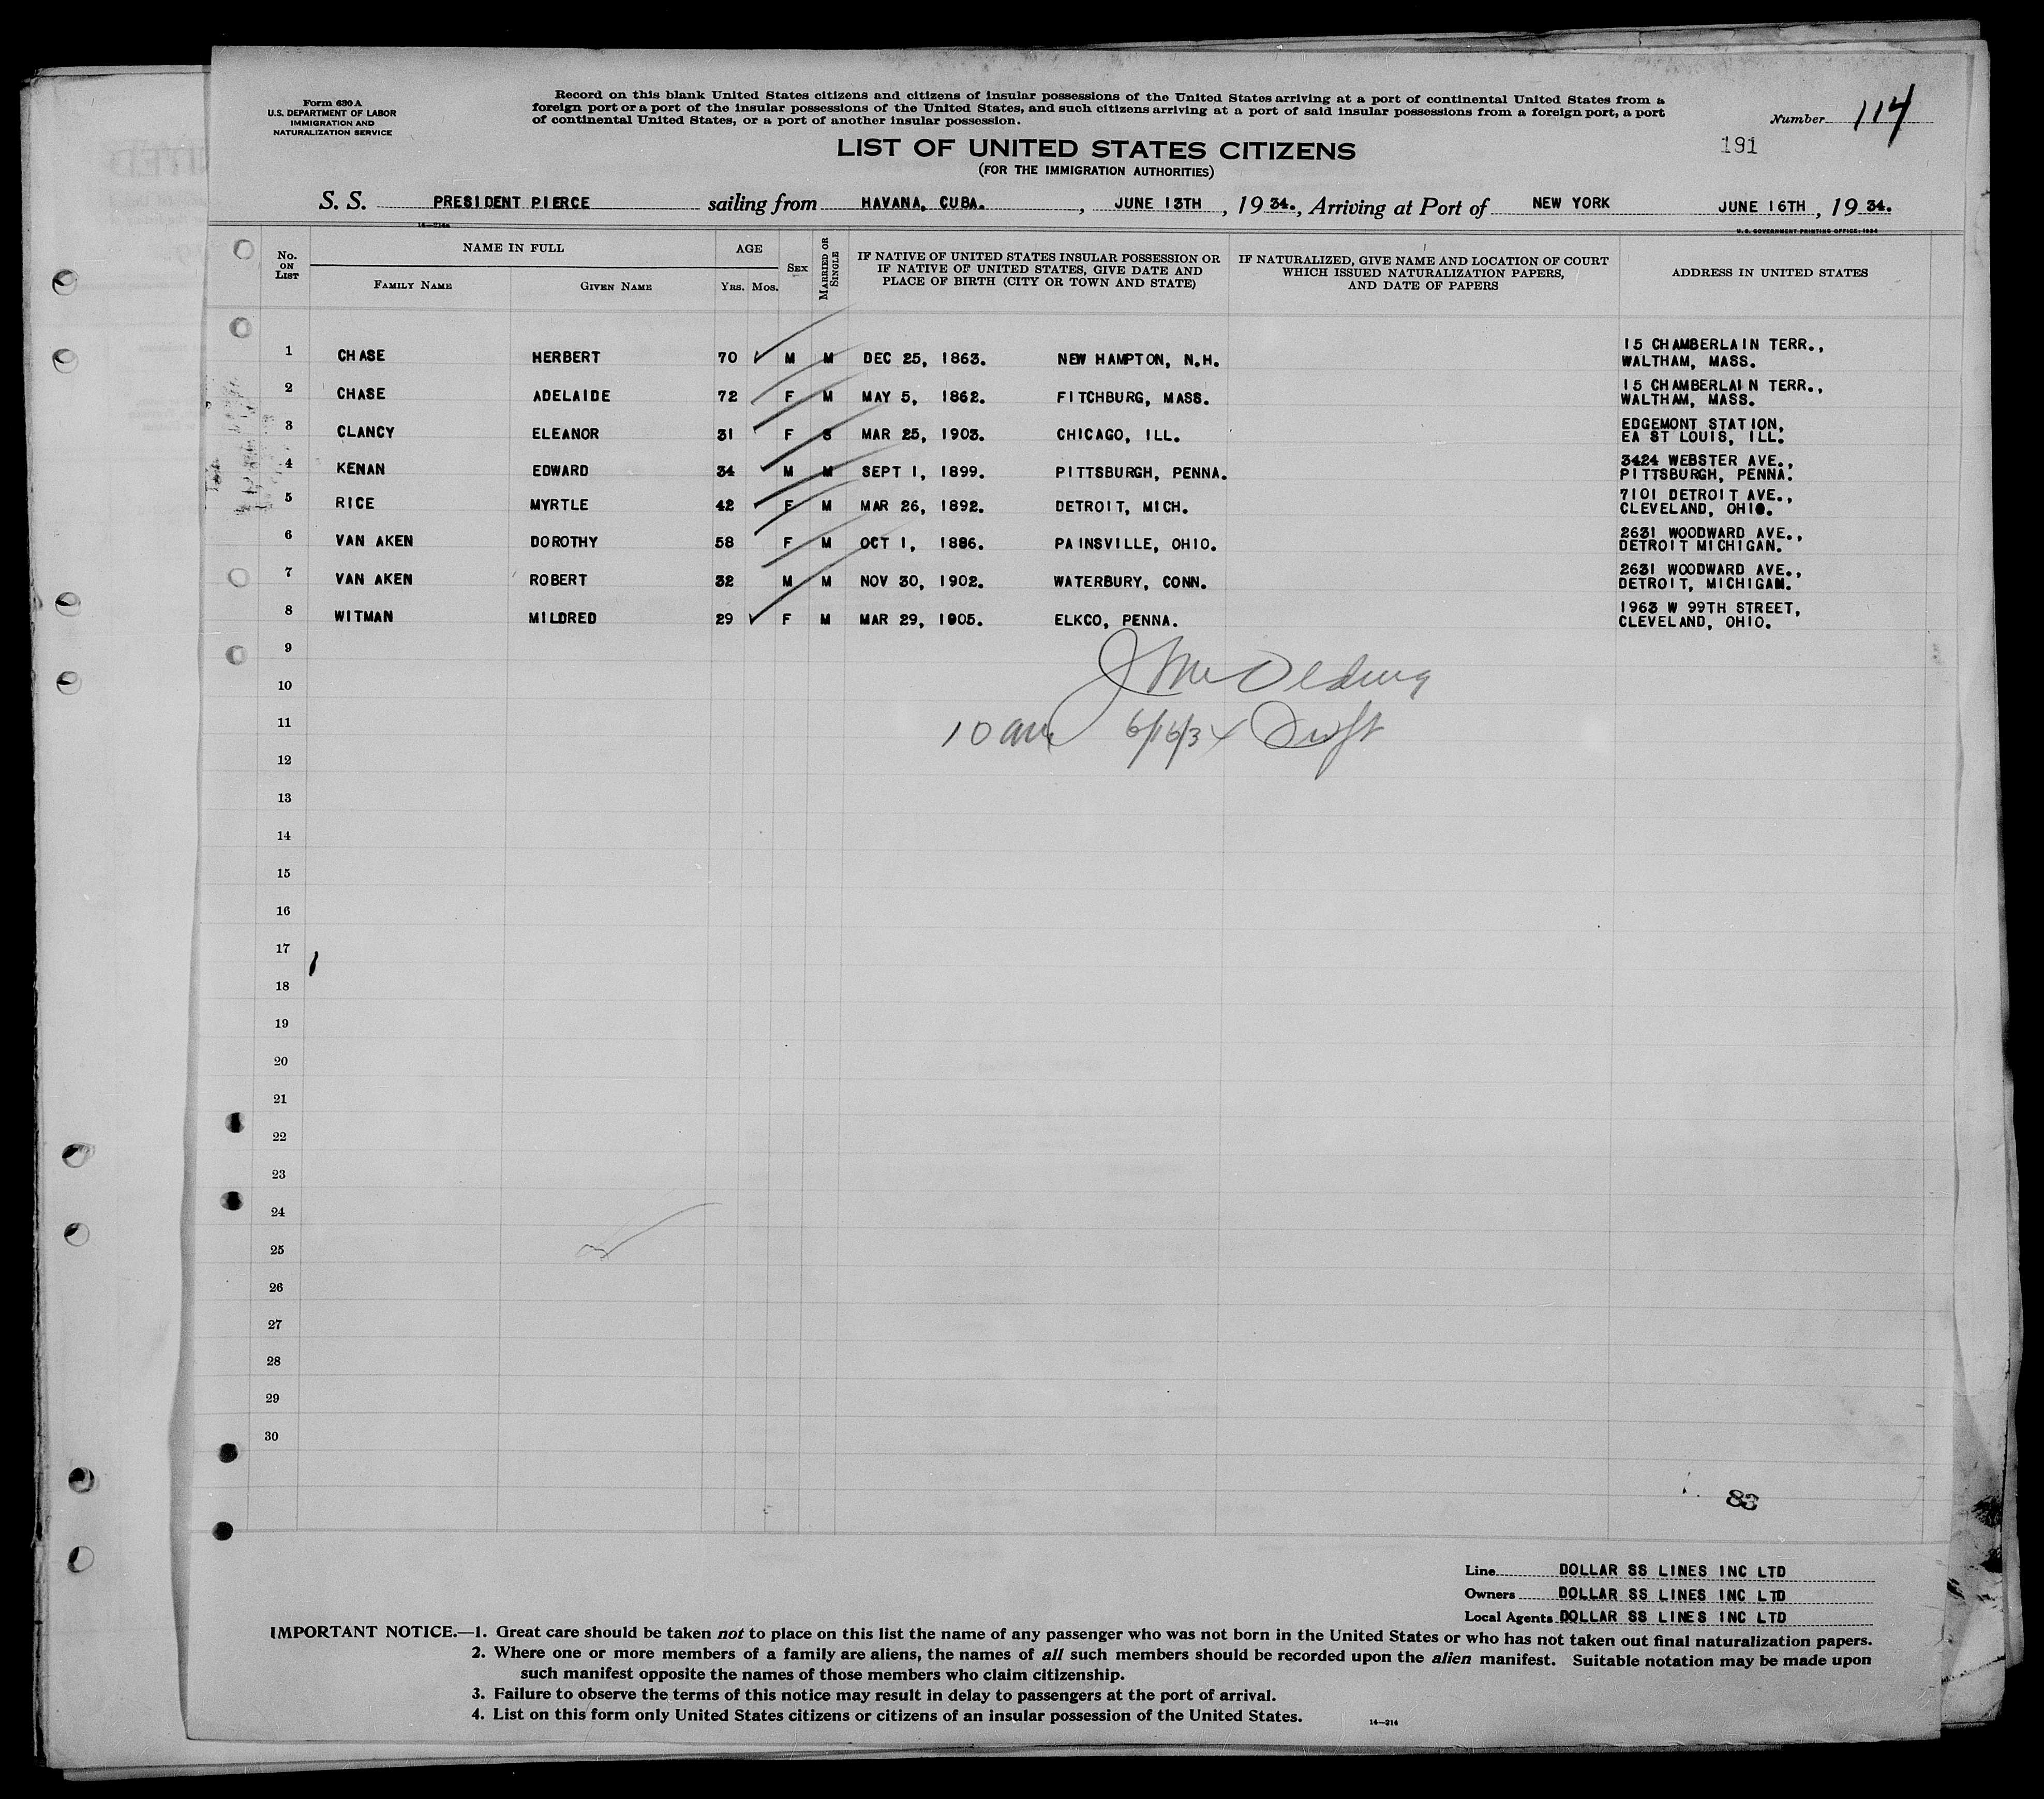 Form 630 A
U.S. DEPARTMENT OF LABOR
IMMIGRATION AND
NATURALIZATION SERVICE
Record on this blank United States citizens and citizens of insular possessions of the United States arriving at a port of continental United States from a
foreign port or a port of the insular possessions of the United States, and such citizens arriving at a port of said insular possessions from a foreign port, a port
of continental United States, or a port of another insular possession.
Number 114
191
LIST OF UNITED STATES CITIZENS
(FOR THE IMMIGRATION AUTHORITIES)
S. S. PRESIDENT PIERCE sailing from HAVANA, CUBA. , JUNE 13TH , 19 34., Arriving at Port of NEW YORK JUNE 16TH , 19 34.
14—214a
U. S. GOVERNMENT PRINTING OFFICE: 1934
No. ON LIST NAME IN FULL AGE SEX MARRIED OR SINGLE IF NATIVE OF UNITED STATES INSULAR POSSESSION OR IF NATIVE OF UNITED STATES, GIVE DATE AND PLACE OF BIRTH (CITY OR TOWN AND STATE) IF NATURALIZED, GIVE NAME AND LOCATION OF COURT WHICH ISSUED NATURALIZATION PAPERS, AND DATE OF PAPERS ADDRESS IN UNITED STATES
FAMILY NAME GIVEN NAME YRS. MOS.
1 CHASE HERBERT 70 M M DEC 25, 1863. NEW HAMPTON, N.H. 15 CHAMBERLAIN TERR., WALTHAM, MASS.
2 CHASE ADELAIDE 72 F M MAY 5, 1862. FITCHBURG, MASS. 15 CHAMBERLAIN TERR., WALTHAM, MASS.
3 CLANCY ELEANOR 31 F S MAR 25, 1903. CHICAGO, ILL. EDGEMONT STATION, EA ST LOUIS, ILL.
4 KENAN EDWARD 34 M M SEPT 1, 1899. PITTSBURGH, PENNA. 3424 WEBSTER AVE., PITTSBURGH, PENNA.
5 RICE MYRTLE 42 F M MAR 26, 1892. DETROIT, MICH. 7101 DETROIT AVE., CLEVELAND, OHIO.
6 VAN AKEN DOROTHY 58 F M OCT 1, 1886. PAINSVILLE, OHIO. 2631 WOODWARD AVE., DETROIT MICHIGAN.
7 VAN AKEN ROBERT 32 M M NOV 30, 1902. WATERBURY, CONN. 2631 WOODWARD AVE., DETROIT, MICHIGAN.
8 WITMAN MILDRED 29 F M MAR 29, 1905. ELKCO, PENNA. 1963 W 99TH STREET, CLEVELAND, OHIO.
9
10
11 10 am 6/16/34
12
13
14
15
16
17
18
19
20
21
22
23
24
25
26
27
28
29
30
83
Line DOLLAR SS LINES INC LTD
Owners DOLLAR SS LINES INC LTD
Local Agents DOLLAR SS LINES INC LTD
IMPORTANT NOTICE.—1. Great care should be taken not to place on this list the name of any passenger who was not born in the United States or who has not taken out final naturalization papers.
2. Where one or more members of a family are aliens, the names of all such members should be recorded upon the alien manifest. Suitable notation may be made upon
such manifest opposite the names of those members who claim citizenship.
3. Failure to observe the terms of this notice may result in delay to passengers at the port of arrival.
4. List on this form only United States citizens or citizens of an insular possession of the United States.
14—214